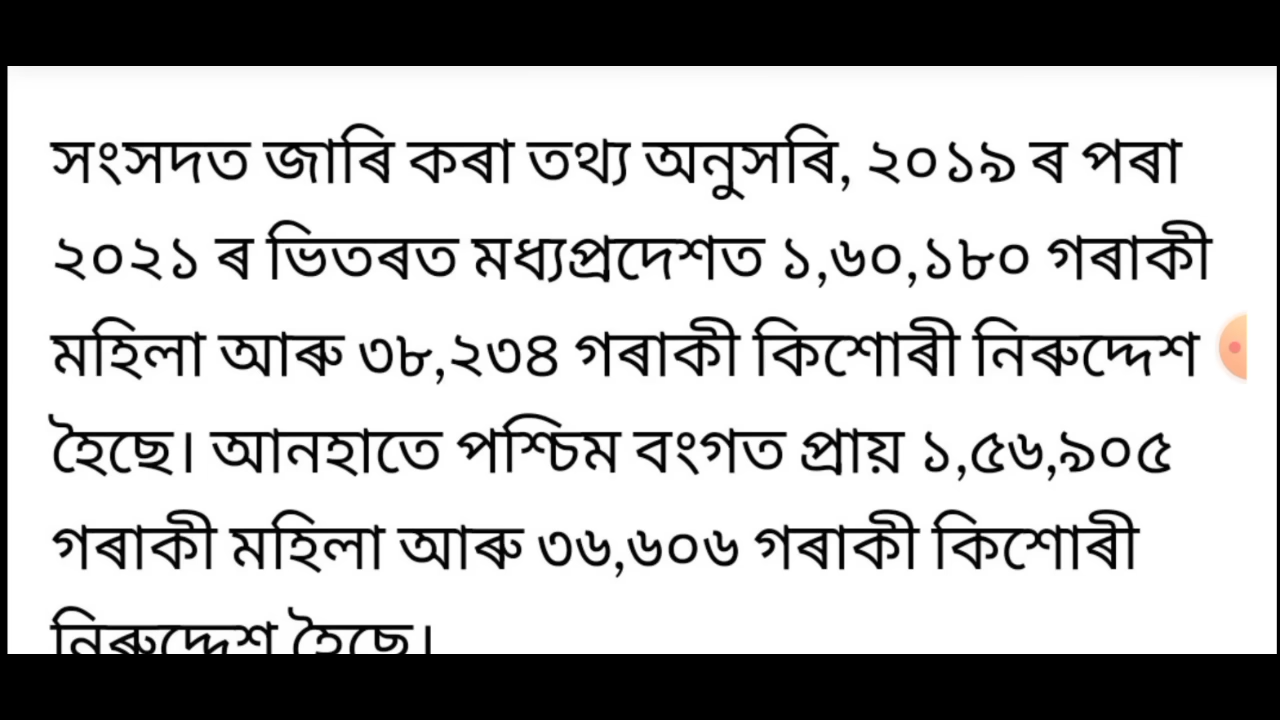 সংসদত জাৰি কৰা তথ্য অনুসৰি, ২০১৯ ৰ পৰা
২০২১ ৰ ভিতৰত মধ্যপ্ৰদেশত ১,৬০,১৮০ গৰাকী
মহিলা আৰু ৩৮,২৩৪ গৰাকী কিশোৰী নিৰুদ্দেশ
হৈছে। আনহাতে পশ্চিম বংগত প্ৰায় ১,৫৬,৯০৫
গৰাকী মহিলা আৰু ৩৬,৬০৬ গৰাকী কিশোৰী
নিৰুদ্দেশ হৈছে।